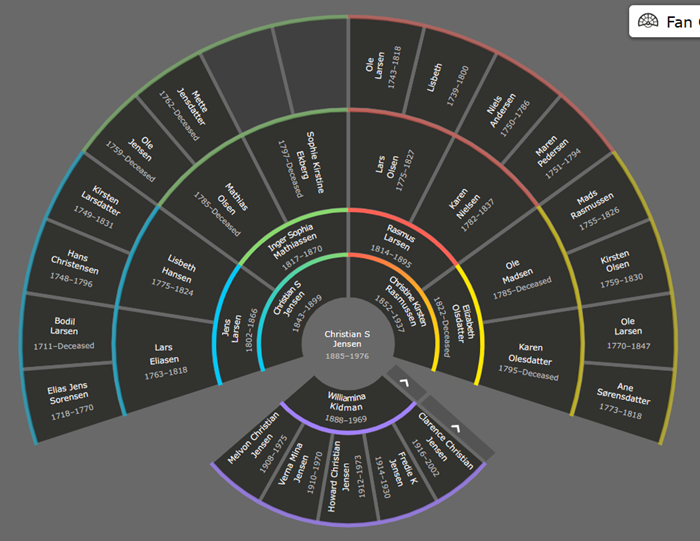 Fan
Ole
Larsen
1743–1818
Lisbeth
1739–1800
Niels
Andersen
1750–1786
Maren
Pedersen
1751–1794
Mads
Rasmussen
1755–1826
Kirsten
Olsen
1759–1830
Ole
Larsen
1770–1847
Ane
Sørensdatter
1773–1818
Mette
Jensdatter
1762–Deceased
Ole
Jensen
1759–Deceased
Kirsten
Larsdatter
1749–1831
Hans
Christensen
1748–1796
Bodil
Larsen
1711–Deceased
Elias Jens
Sorensen
1718–1770
Sophie Kirstine
Ekberg
1797–Deceased
Mathias
Olsen
1785–Deceased
Lisbeth
Hansen
1775–1824
Lars
Eliasen
1763–1818
Lars
Olsen
1775–1827
Karen
Nielsen
1782–1837
Ole
Madsen
1785–Deceased
Karen
Olesdatter
1795–Deceased
Inger Sophia
Mathiassen
1817–1870
Jens
Larsen
1802–1866
Rasmus
Larsen
1814–1895
Elizabeth
Olsdatter
1822–Deceased
Christian S
Jensen
1843–1899
Christine Kirsten
Rasmussen
1852–1937
Christian S
Jensen
1885–1976
Williamina
Kidman
1888–1969
Melvon Christian
Jensen
1908–1975
Verna Mina
Jensen
1910–1970
Howard Christian
Jensen
1912–1973
Fredie K
Jensen
1914–1930
Clarence Christian
Jensen
1916–2002